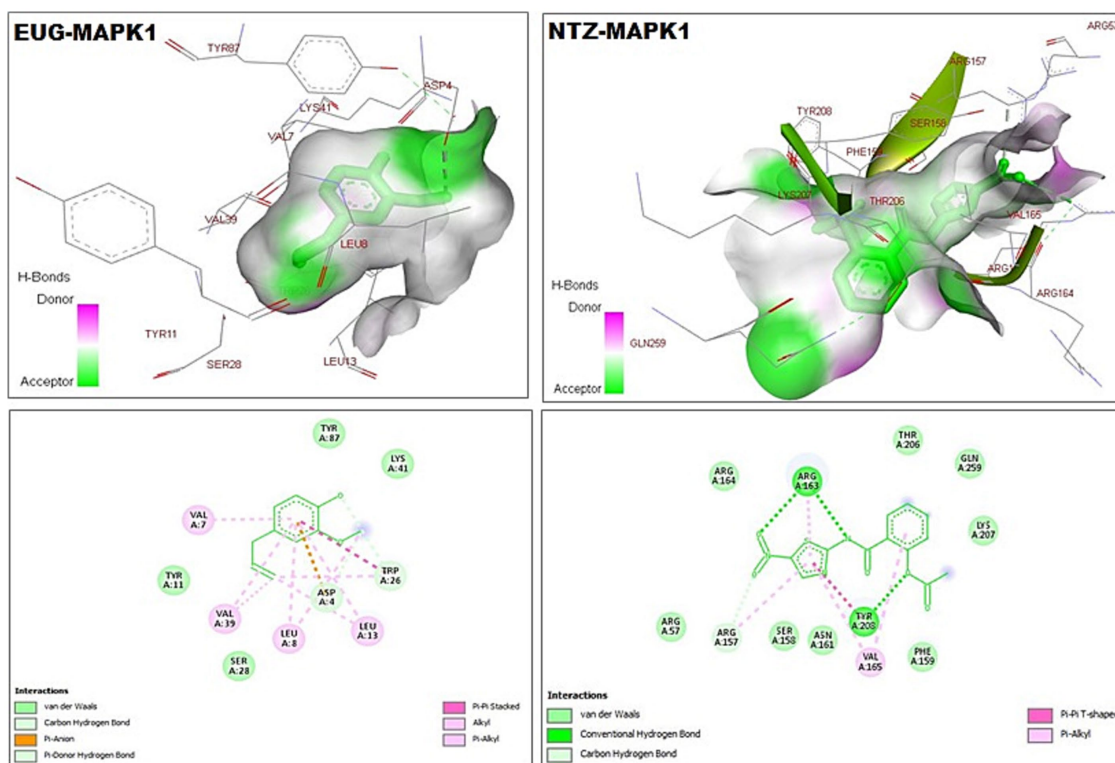 EUG-MAPK1
TYR87
ASP4
LYS41
VAL7
VAL39
LEU8
H-Bonds
Donor
Acceptor
TYR11
SER28
LEU13
NTZ-MAPK1
ARG157
TYR208
SER158
LYS207
THR206
VAL165
ARG164
GLN259
H-Bonds
Donor
Acceptor
TYR
A:87
LYS
A:41
VAL
A:7
TRP
A:26
TYR
A:11
ASP
A:4
VAL
A:39
LEU
A:8
LEU
A:13
SER
A:28
Interactions
van der Waals
Carbon Hydrogen Bond
Pi-Anion
Pi-Donor Hydrogen Bond
Pi-Pi Stacked
Alkyl
Pi-Alkyl
THR
A:206
GLN
A:259
ARG
A:164
ARG
A:163
LYS
A:207
ARG
A:57
ARG
A:157
SER
A:158
ASN
A:161
TYR
A:208
VAL
A:165
PHE
A:159
Interactions
van der Waals
Conventional Hydrogen Bond
Carbon Hydrogen Bond
Pi-Pi T-shaped
Pi-Alkyl